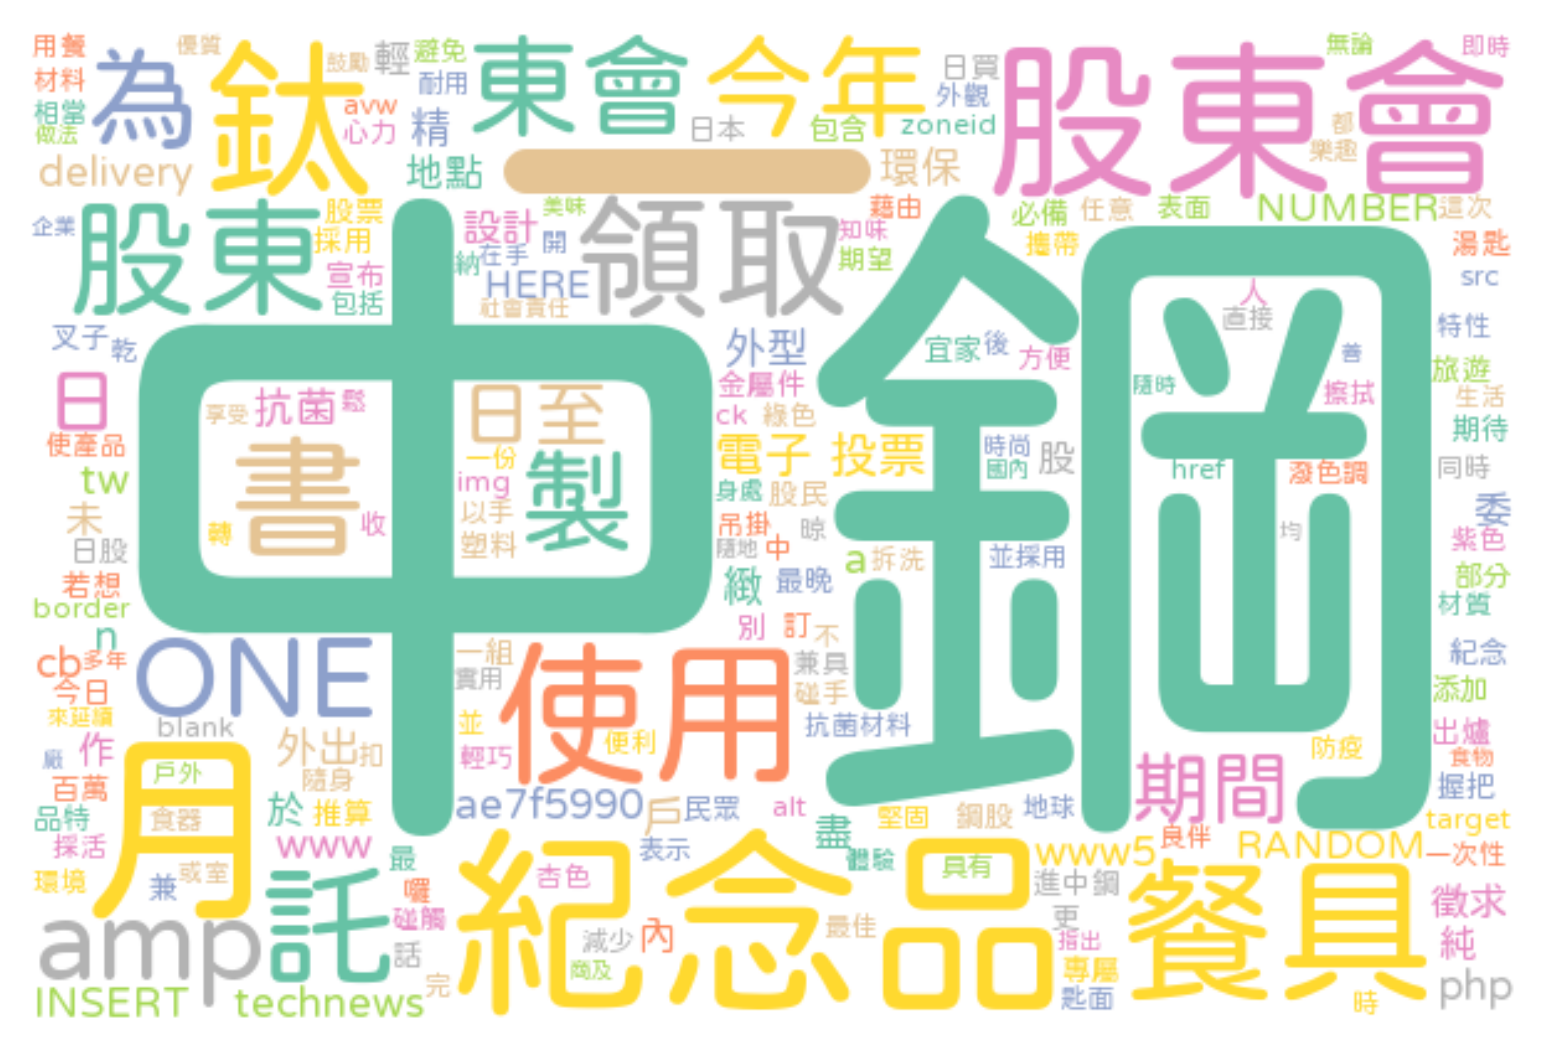 用餐 優質 鈦 鼓勵 輕 避免 東會 今年 日買 股東會 無論 即時
材料 為 avw 耐用 外觀
相當 心力 精 日本 包含 zoneid 都
做法 樂趣
delivery 地點 一 環保
企業 股東 股票 設計 美味 領取 藉由 必備 任意 表面 NUMBER 這次
採用 在手 開 知味 攜帶 湯匙
宣布 納 HERE 期望 src
包括 社會責任 人 直接
叉子 乾 中 外型 鋼 宜家 後 方便 善 特性
日 享受 抗菌 鬆 日至 金屬件 隨時 擦拭 旅遊
ck 綠色 生活
使產品 書 一份 製 電子 投票 時尚 股 期待
tw img 國內 href 潑色調 同時
未 轉 收 以手 身處 股民 委
日股 塑料 吊掛 晾 均 紫色
若想 隨地 中 a 拆洗 並採用 部分
border 緻 最晚 材質
n ONE 別 訂 不
cb 多年 一組 使用 兼具 紀念
今日 實用 碰手 添加
來延續 blank 並 便利 抗菌材料 出爐
廠 作 外出 扣 輕巧 期間 防疫 食物
百萬 月 戶外 隨身 握把
品特 食器 於 推算 ae7f5990 戶 民眾 alt 盡 堅固 鋼股 地球 target
採活 www 最 表示 體驗 www5 良伴 RANDOM 一次性
環境 兼 或室 託 囉 紀念品 杏色 具有 進中鋼 餐具 徵求
amp 碰觸 減少 內 最佳 更 指出 純
話 完 商及 專屬 php
INSERT technews 匙面 時